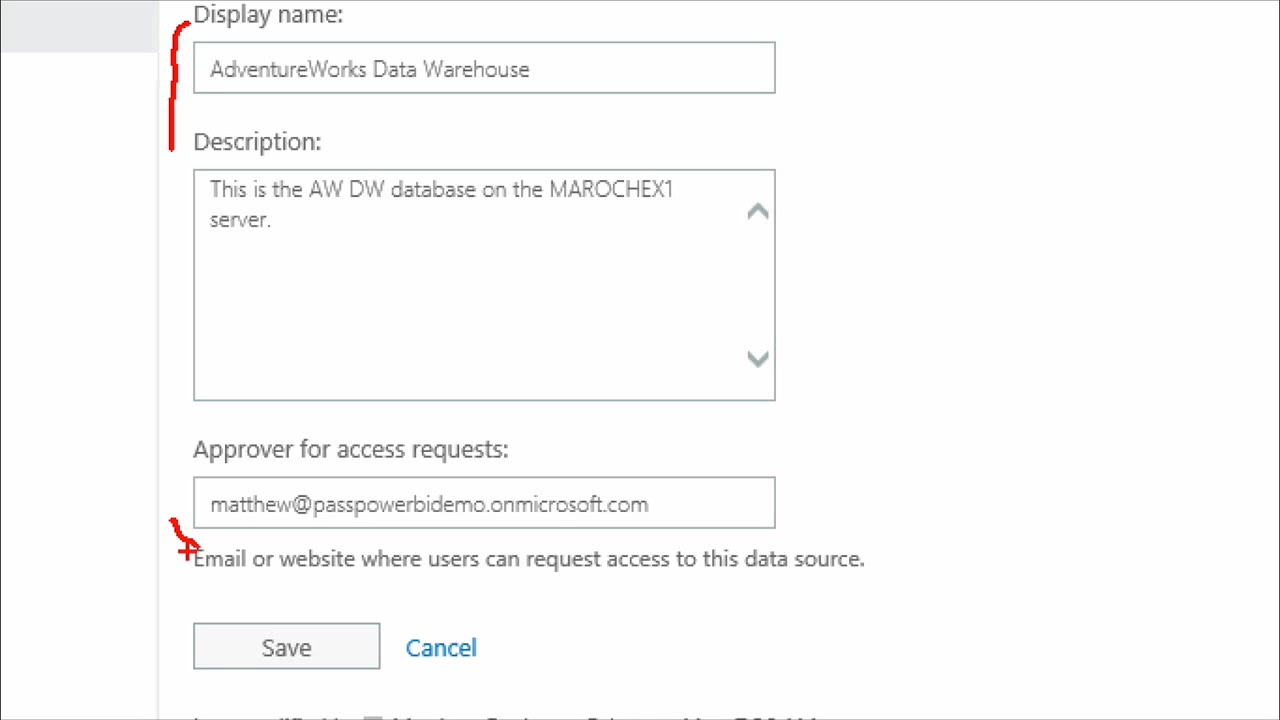 Display name:
AdventureWorks Data Warehouse
Description:
This is the AW DW database on the MAROCHEX1
server.
Approver for access requests:
matthew@passpowerbidemo.onmicrosoft.com
Email or website where users can request access to this data source.
Save Cancel